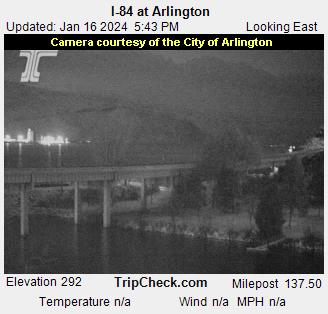 I-84 at Arlington
Updated: Jan 16 2024 5:43 PM Looking East
Camera courtesy of the City of Arlington
Elevation 292 TripCheck.com Milepost 137.50
Temperature n/a Wind n/a MPH n/a